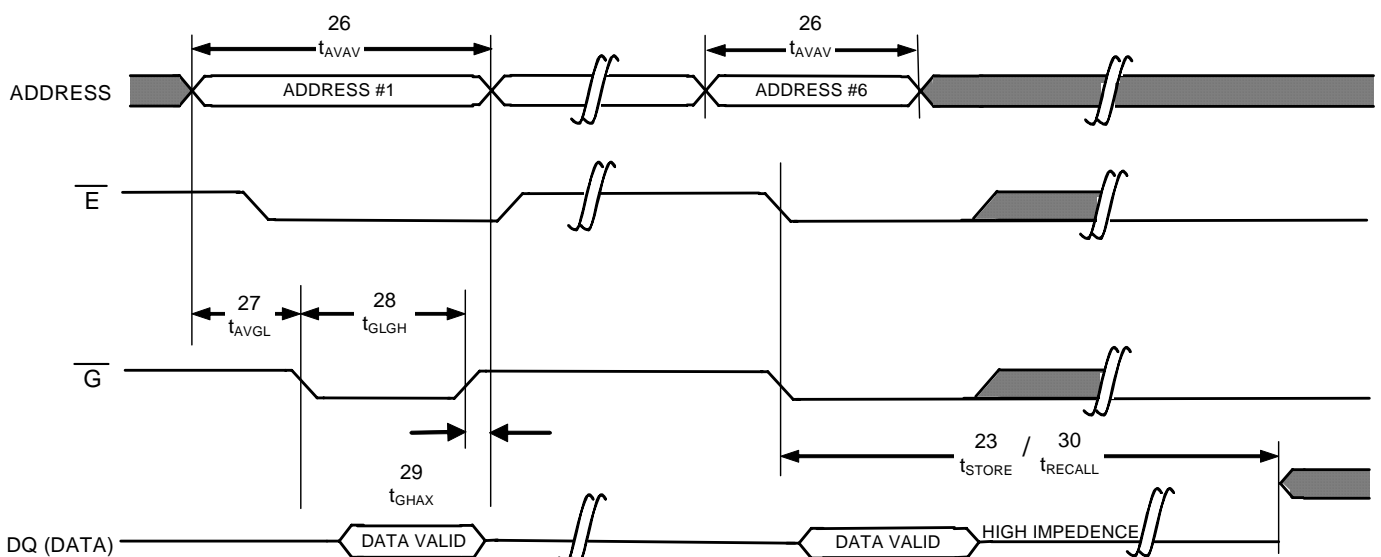 26
tAVAV
26
tAVAV
ADDRESS
ADDRESS #1
ADDRESS #6
E
27
tAVGL
28
tGLGH
G
23 / 30
tSTORE tRECALL
29
tGHAX
DQ (DATA)
DATA VALID
DATA VALID
HIGH IMPEDENCE